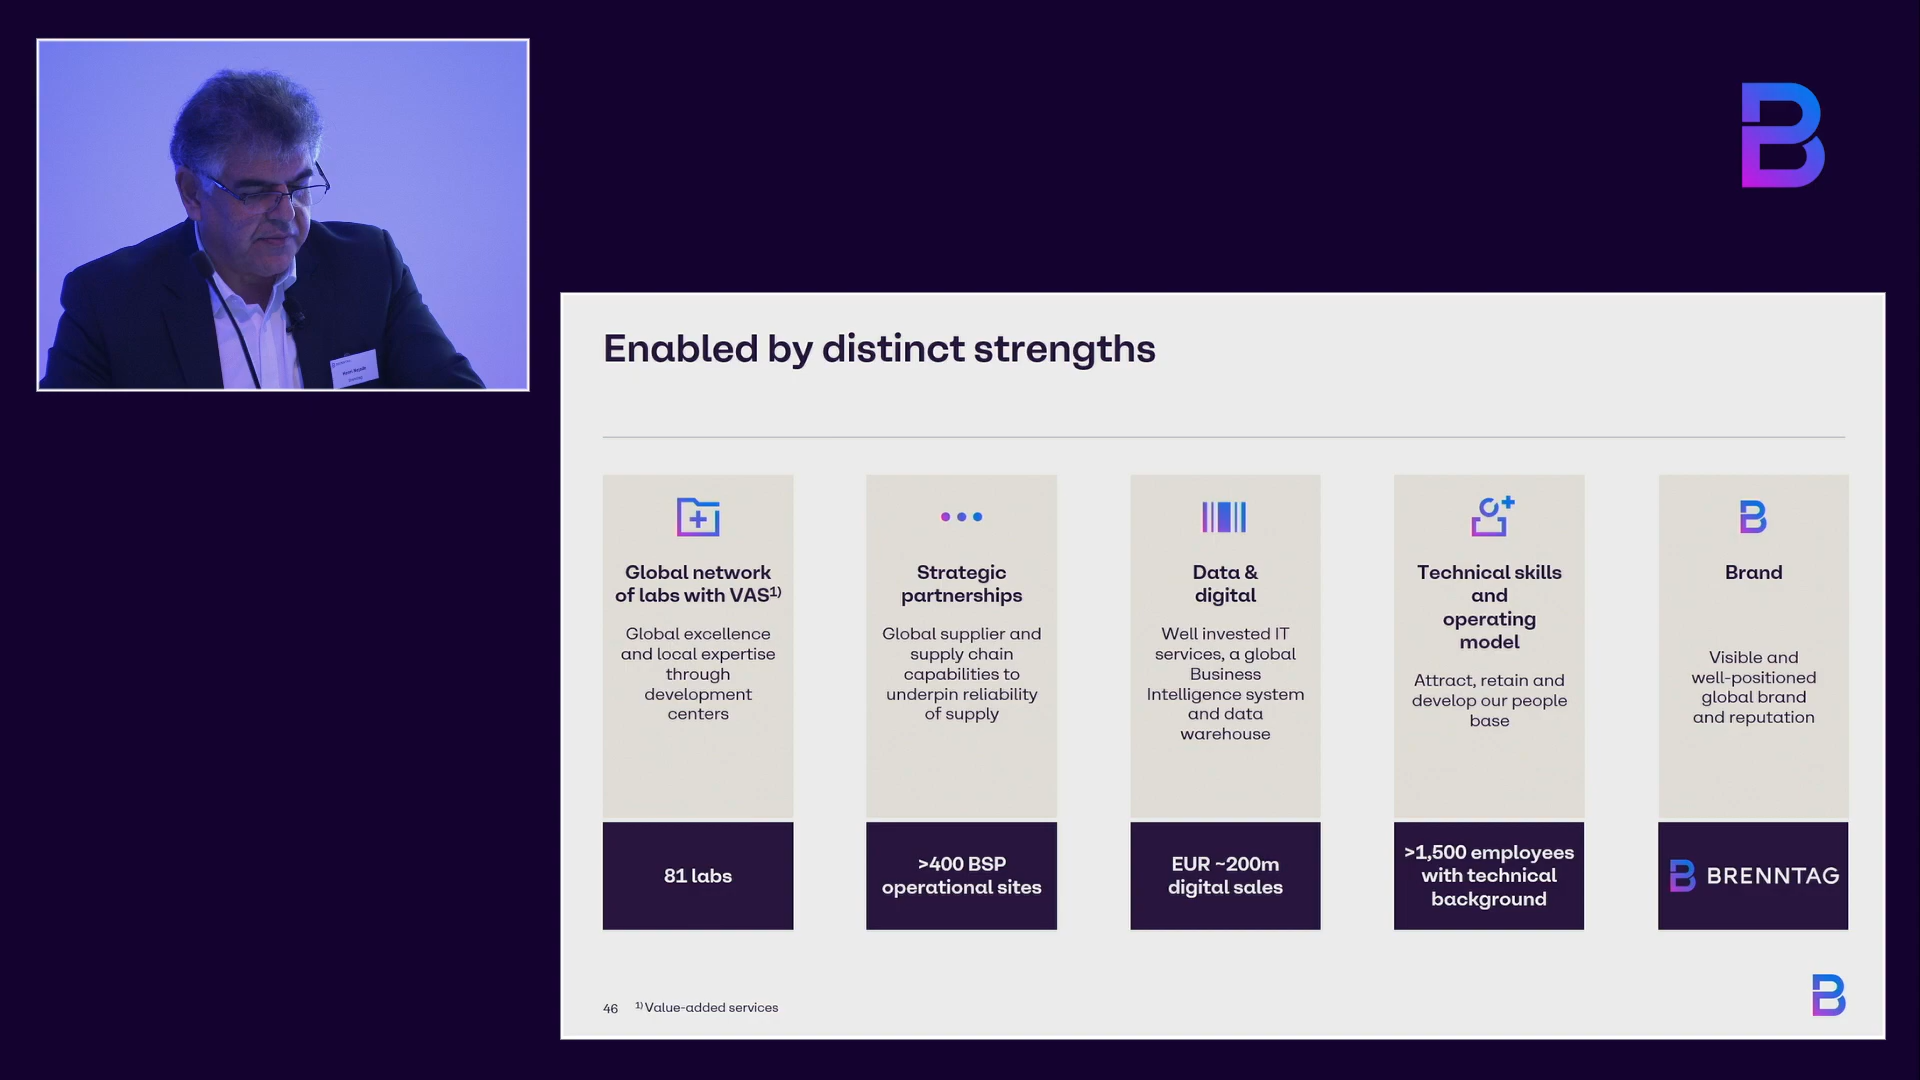 Enabled by distinct strengths
Global network
of labs with VAS¹⁾
Global excellence
and local expertise
through
development
centers
81 labs
Strategic
partnerships
Global supplier and
supply chain
capabilities to
underpin reliability
of supply
>400 BSP
operational sites
Data &
digital
Well invested IT
services, a global
Business
Intelligence system
and data
warehouse
EUR ~200m
digital sales
Technical skills
and
operating
model
Attract, retain and
develop our people
base
>1,500 employees
with technical
background
Brand
Visible and
well-positioned
global brand
and reputation
BRENNTAG
46 ¹⁾Value-added services